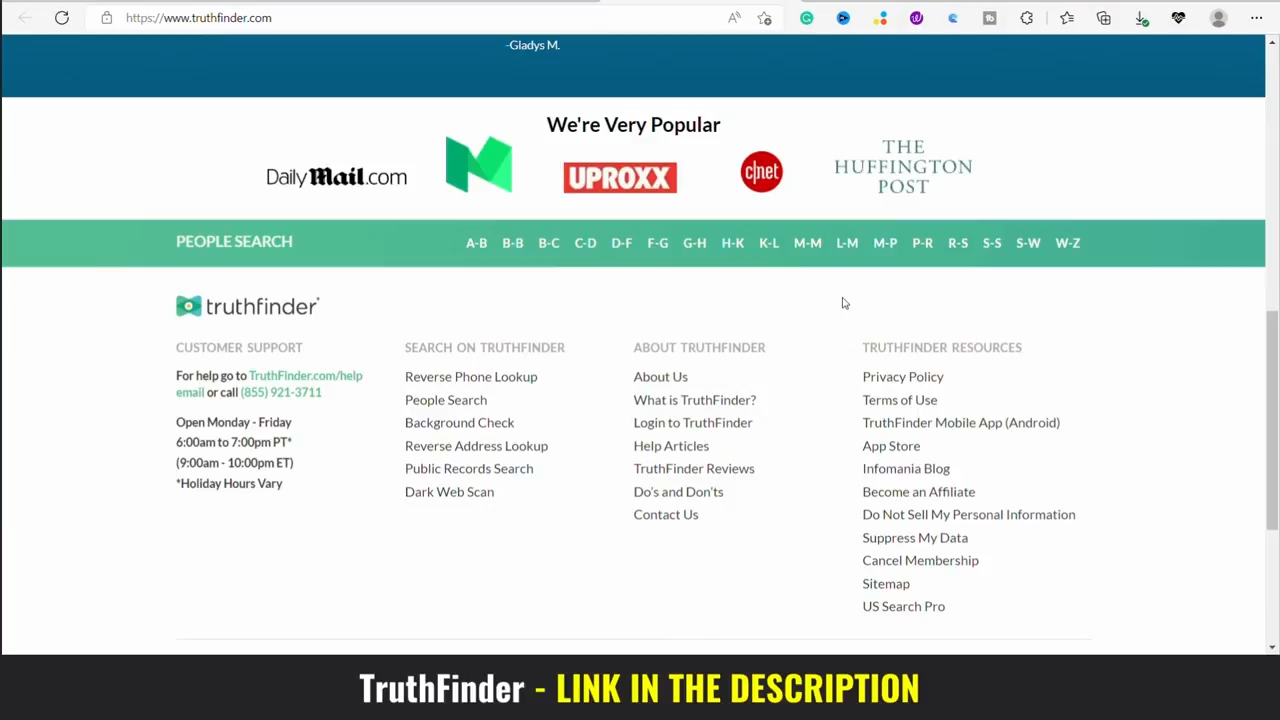 https://www.truthfinder.com
-Gladys M.
We're Very Popular
DailyMail.com
UPROXX
c|net
THE
HUFFINGTON
POST
PEOPLE SEARCH A-B B-B B-C C-D D-F F-G G-H H-K K-L M-M L-M M-P P-R R-S S-S S-W W-Z
truthfinder
CUSTOMER SUPPORT
For help go to TruthFinder.com/help
email or call (855) 921-3711
Open Monday - Friday
6:00am to 7:00pm PT*
(9:00am - 10:00pm ET)
*Holiday Hours Vary
SEARCH ON TRUTHFINDER
Reverse Phone Lookup
People Search
Background Check
Reverse Address Lookup
Public Records Search
Dark Web Scan
ABOUT TRUTHFINDER
About Us
What is TruthFinder?
Login to TruthFinder
Help Articles
TruthFinder Reviews
Do's and Don'ts
Contact Us
TRUTHFINDER RESOURCES
Privacy Policy
Terms of Use
TruthFinder Mobile App (Android)
App Store
Infomania Blog
Become an Affiliate
Do Not Sell My Personal Information
Suppress My Data
Cancel Membership
Sitemap
US Search Pro
TruthFinder - LINK IN THE DESCRIPTION